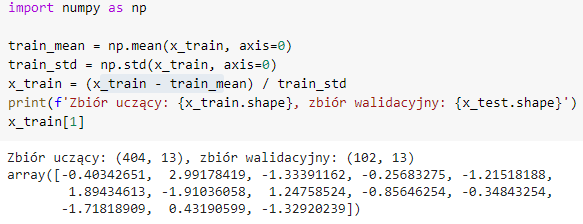 import numpy as np
train_mean = np.mean(x_train, axis=0)
train_std = np.std(x_train, axis=0)
x_train = (x_train - train_mean) / train_std
print(f'Zbiór uczący: {x_train.shape}, zbiór walidacyjny: {x_test.shape}')
x_train[1]
Zbiór uczący: (404, 13), zbiór walidacyjny: (102, 13)
array([-0.40342651, 2.99178419, -1.33391162, -0.25683275, -1.21518188,
1.89434613, -1.91036058, 1.24758524, -0.85646254, -0.34843254,
-1.71818909, 0.43190599, -1.32920239])